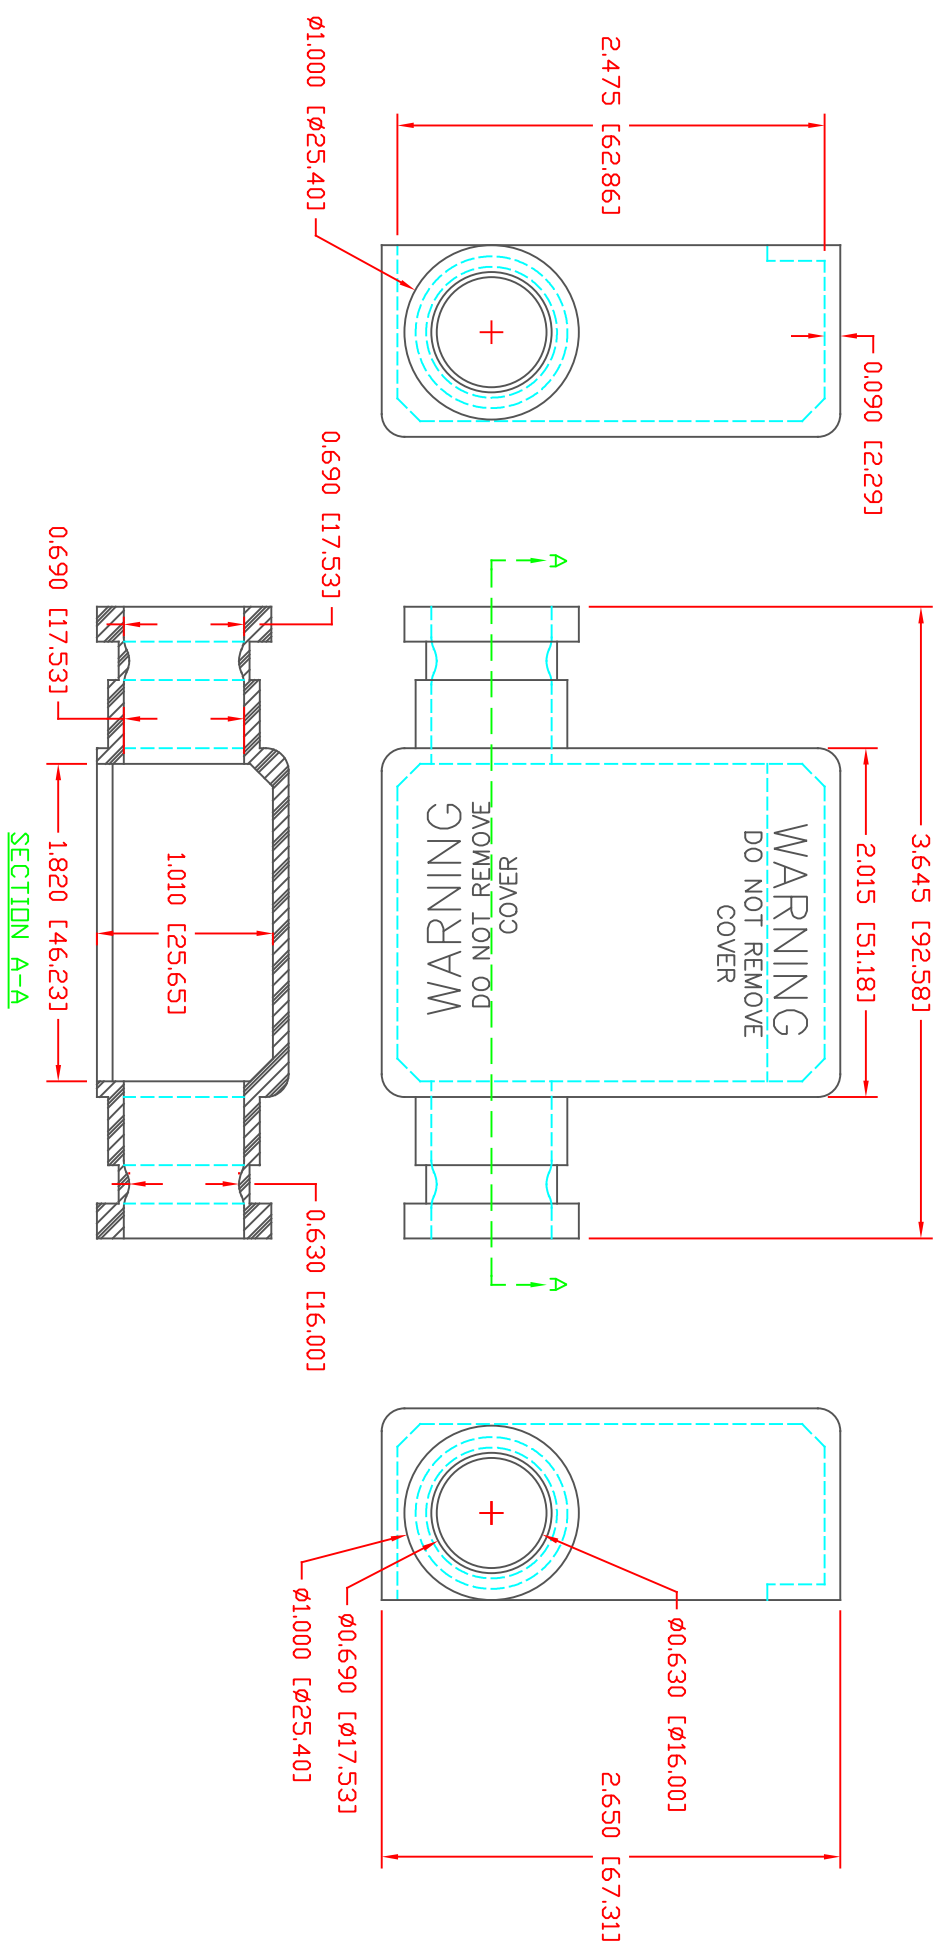 3.645 [92.58]
2.015 [51.18]
0.090 [2.29]
2.475 [62.86]
Ø1.000 [Ø25.40]
WARNING
DO NOT REMOVE
COVER
COVER
DO NOT REMOVE
WARNING
A
A
Ø0.630 [Ø16.00]
2.650 [67.31]
Ø0.690 [Ø17.53]
Ø1.000 [Ø25.40]
0.690 [17.53]
0.690 [17.53]
0.630 [16.00]
1.010 [25.65]
1.820 [46.23]
SECTION A-A